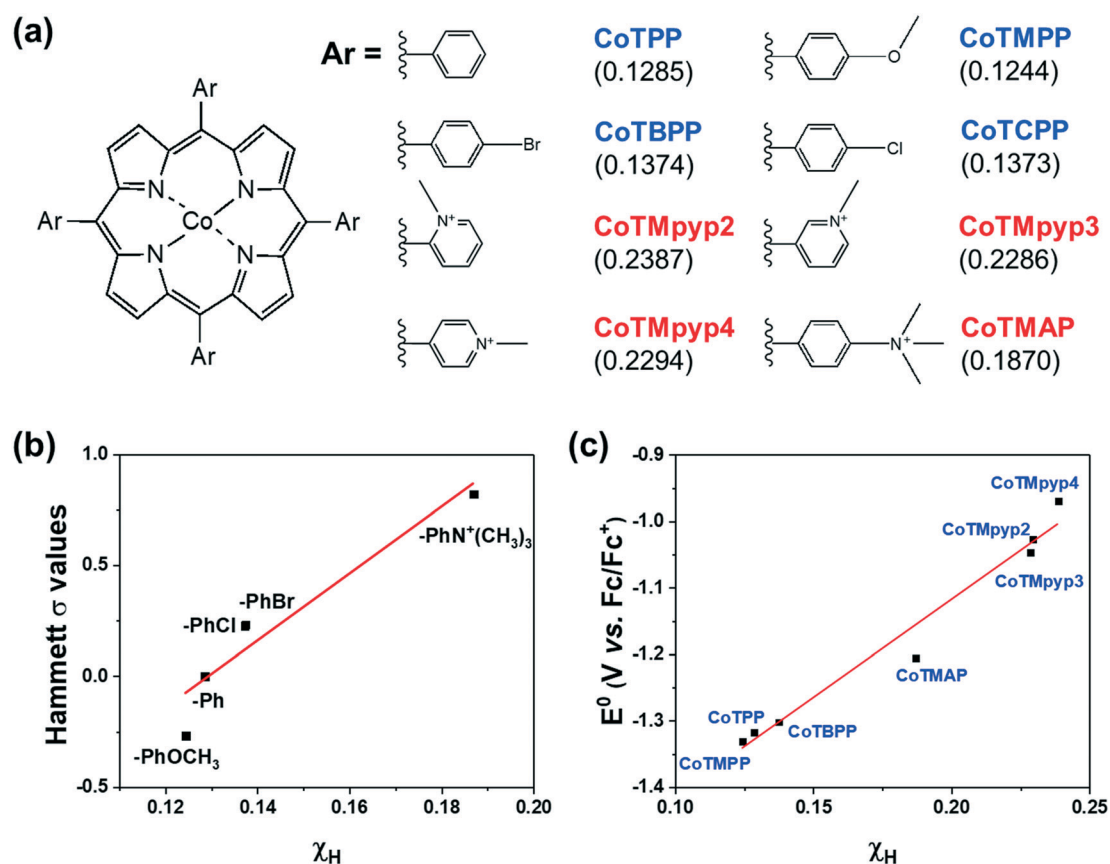 (a)
Ar =
CoTPP
(0.1285)
O
CoTMPP
(0.1244)
Br
CoTBPP
(0.1374)
Cl
CoTCPP
(0.1373)
N+
CoTMpyp2
(0.2387)
N+
CoTMpyp3
(0.2286)
N+
CoTMpyp4
(0.2294)
N+
CoTMAP
(0.1870)
Ar
Ar
Ar
Ar
N
N
Co
N
N
(b)
Hammett σ values
1.0
0.5
0.0
-0.5
-PhN+(CH3)3
-PhBr
-PhCl
-Ph
-PhOCH3
0.12
0.14
0.16
0.18
0.20
χH
(c)
E0 (V vs. Fc/Fc+)
-0.9
-1.0
-1.1
-1.2
-1.3
-1.4
CoTMpyp4
CoTMpyp2
CoTMpyp3
CoTMAP
CoTPP
CoTBPP
CoTMPP
0.10
0.15
0.20
0.25
χH